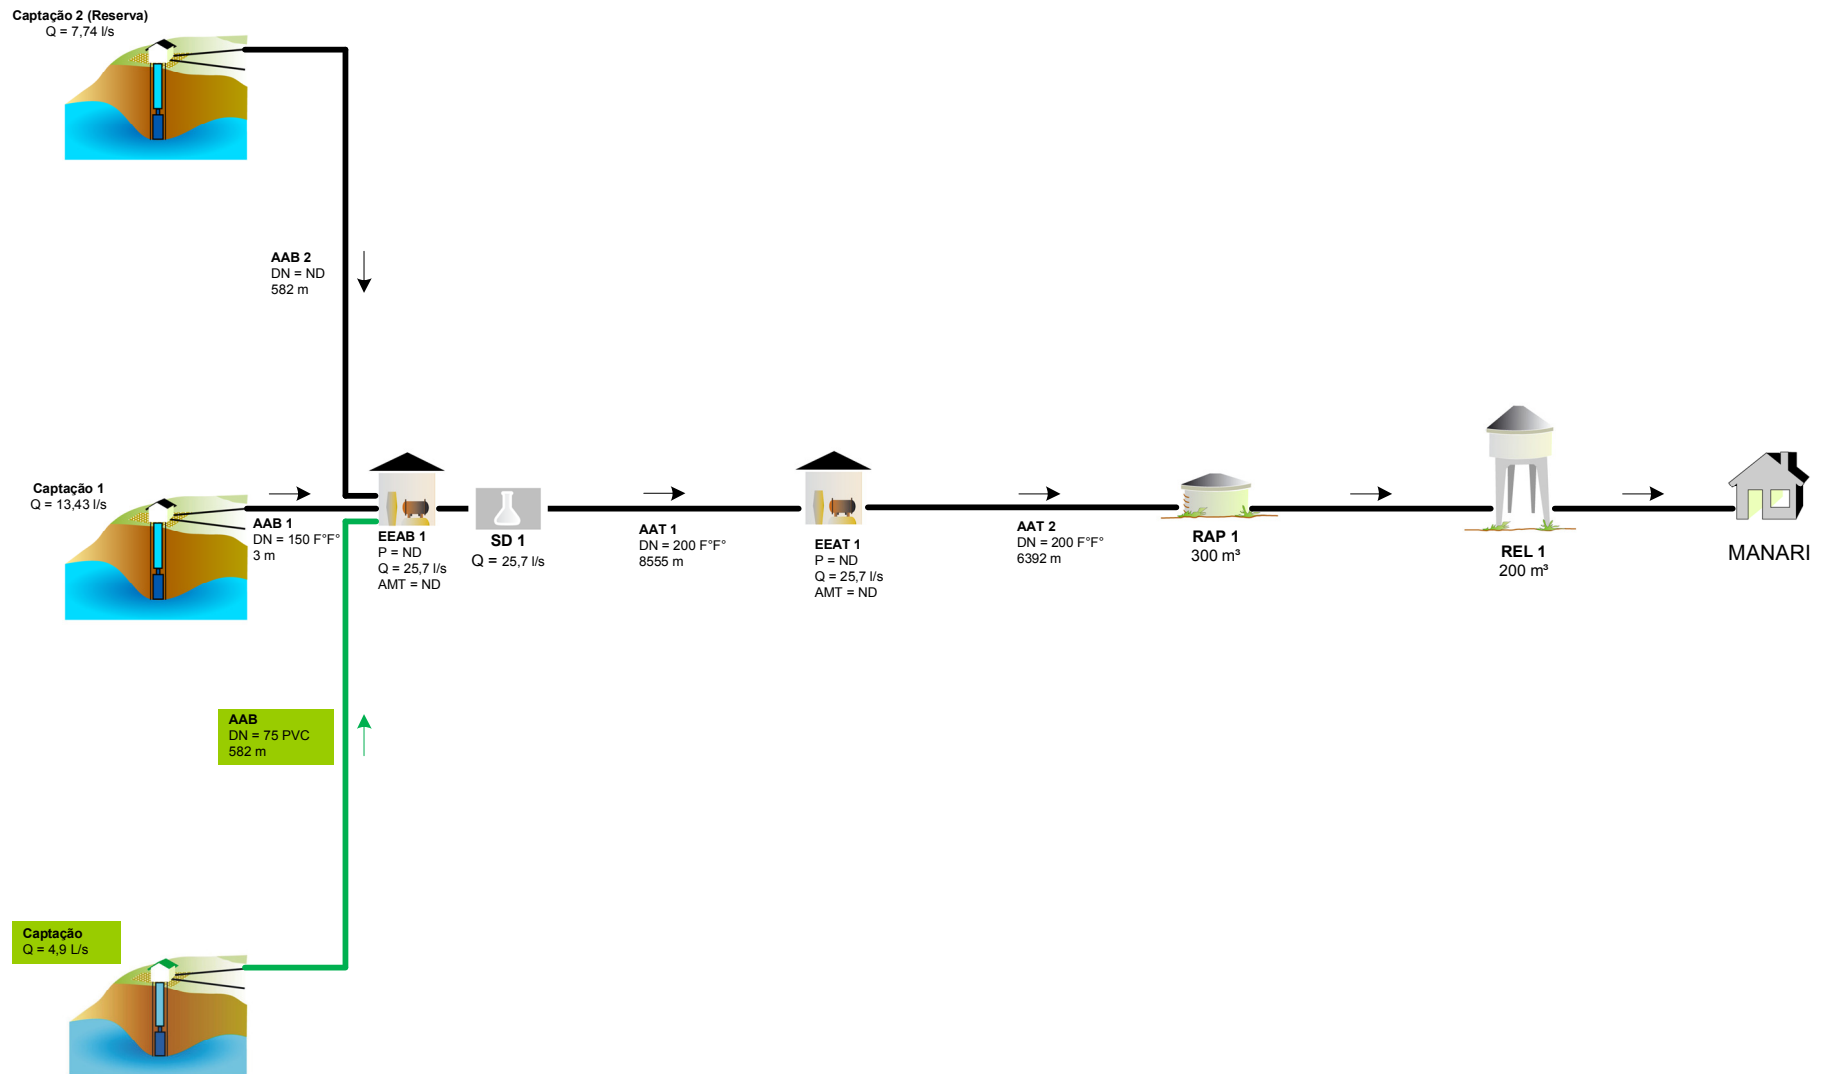 Captação 2 (Reserva)
Q = 7,74 l/s
AAB 2
DN = ND
582 m
Captação 1
Q = 13,43 l/s
AAB 1
DN = 150 F°F°
3 m
EEAB 1
P = ND
Q = 25,7 l/s
AMT = ND
SD 1
Q = 25,7 l/s
AAT 1
DN = 200 F°F°
8555 m
EEAT 1
P = ND
Q = 25,7 l/s
AMT = ND
AAT 2
DN = 200 F°F°
6392 m
RAP 1
300 m³
REL 1
200 m³
MANARI
AAB
DN = 75 PVC
582 m
Captação
Q = 4,9 L/s